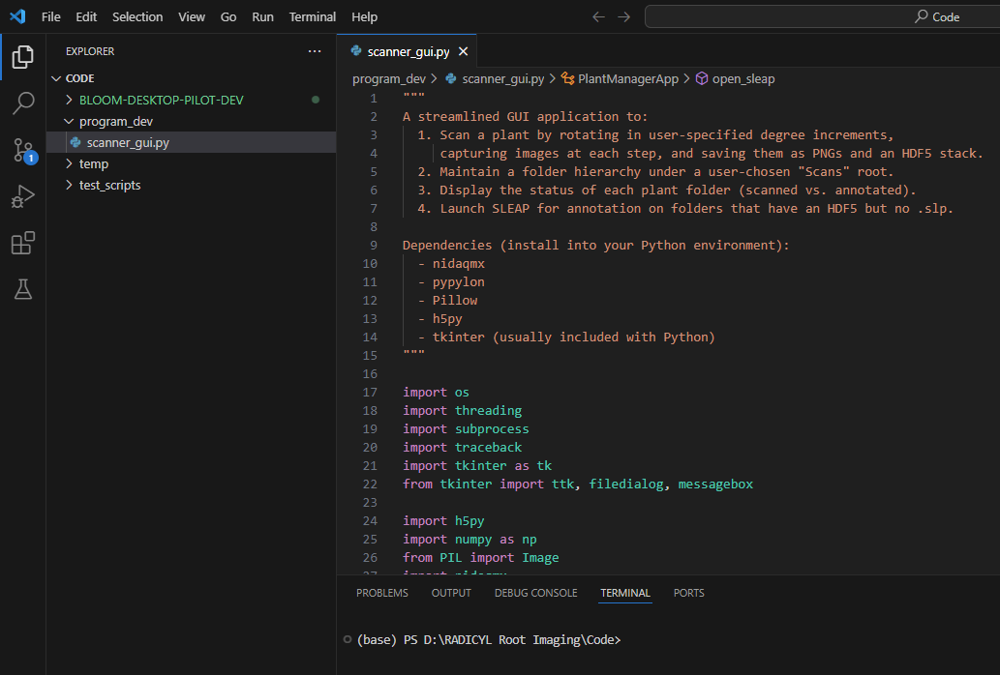 File Edit Selection View Go Run Terminal Help
Code
EXPLORER
···
scanner_gui.py
CODE
program_dev > scanner_gui.py > PlantManagerApp > open_sleap
BLOOM-DESKTOP-PILOT-DEV
program_dev
scanner_gui.py
temp
test_scripts
1
1 """
2 A streamlined GUI application to:
3 1. Scan a plant by rotating in user-specified degree increments,
4 capturing images at each step, and saving them as PNGs and an HDF5 stack.
5 2. Maintain a folder hierarchy under a user-chosen "Scans" root.
6 3. Display the status of each plant folder (scanned vs. annotated).
7 4. Launch SLEAP for annotation on folders that have an HDF5 but no .slp.
8
9 Dependencies (install into your Python environment):
10 - nidaqmx
11 - pypylon
12 - Pillow
13 - h5py
14 - tkinter (usually included with Python)
15 """
16
17 import os
18 import threading
19 import subprocess
20 import traceback
21 import tkinter as tk
22 from tkinter import ttk, filedialog, messagebox
23
24 import h5py
25 import numpy as np
26 from PIL import Image
27 import nidaqmx
PROBLEMS OUTPUT DEBUG CONSOLE TERMINAL PORTS
(base) PS D:\RADICYL Root Imaging\Code>